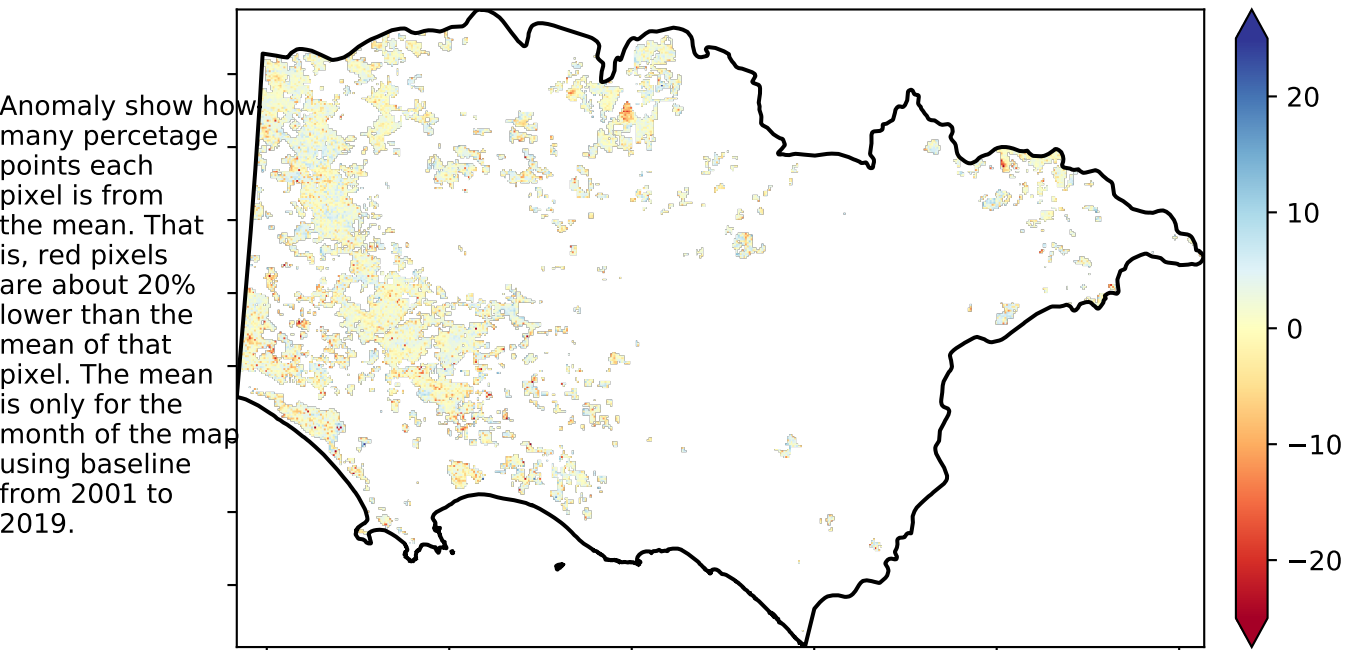 Anomaly show how
many percetage
points each
pixel is from
the mean. That
is, red pixels
are about 20%
lower than the
mean of that
pixel. The mean
is only for the
month of the map
using baseline
from 2001 to
2019.
20
10
0
−10
−20